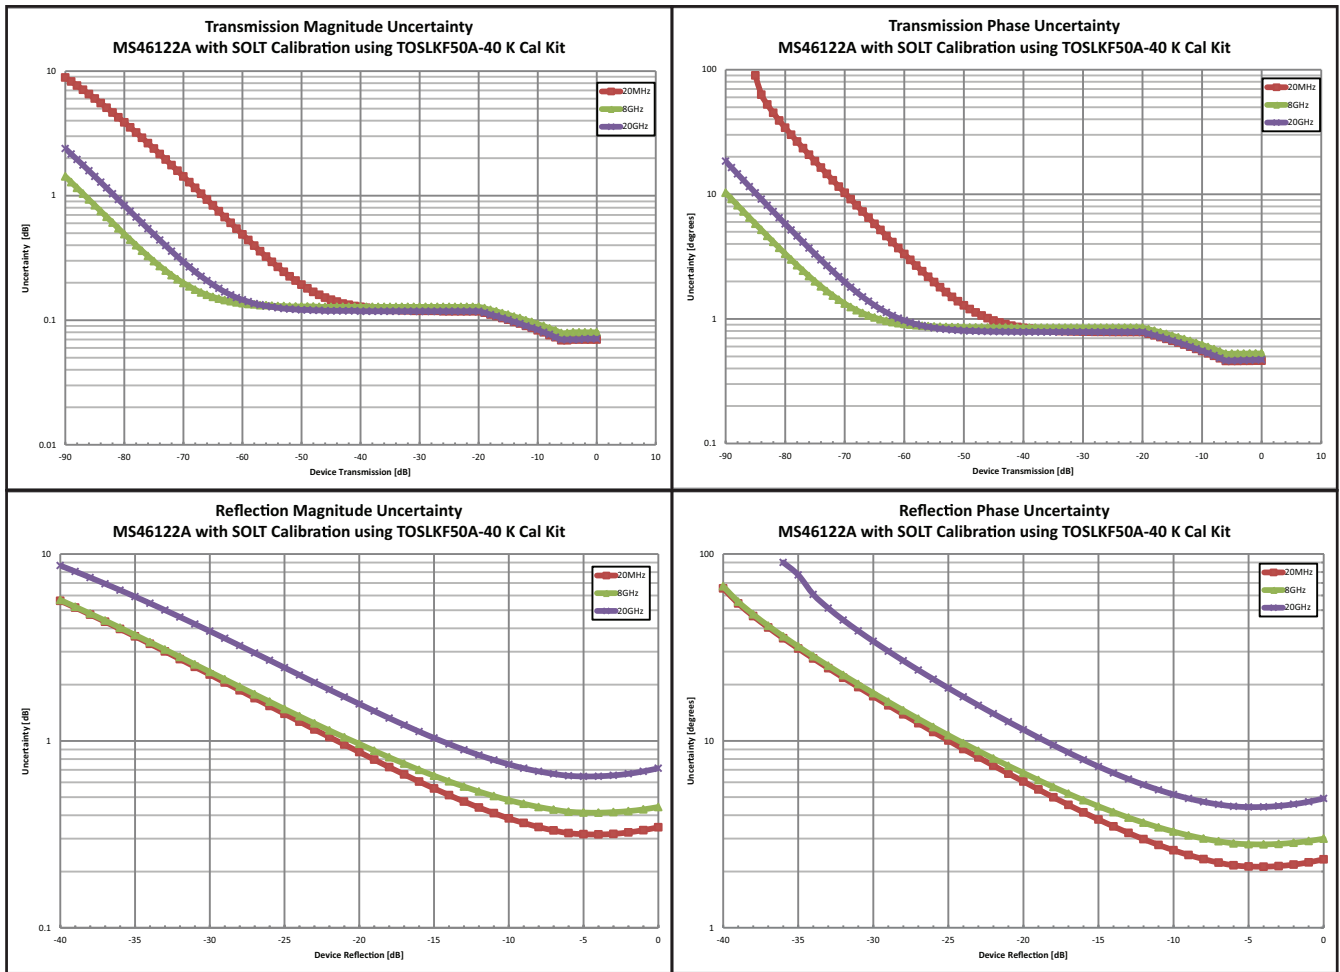 Transmission Magnitude Uncertainty
MS46122A with SOLT Calibration using TOSLKF50A-40 K Cal Kit
10
1
0.1
0.01
Uncertainty [dB]
20MHz
8GHz
20GHz
-90 -80 -70 -60 -50 -40 -30 -20 -10 0 10
Device Transmission [dB]
Transmission Phase Uncertainty
MS46122A with SOLT Calibration using TOSLKF50A-40 K Cal Kit
100
10
1
0.1
Uncertainty [degrees]
20MHz
8GHz
20GHz
-90 -80 -70 -60 -50 -40 -30 -20 -10 0 10
Device Transmission [dB]
Reflection Magnitude Uncertainty
MS46122A with SOLT Calibration using TOSLKF50A-40 K Cal Kit
10
1
0.1
Uncertainty [dB]
20MHz
8GHz
20GHz
-40 -35 -30 -25 -20 -15 -10 -5 0
Device Reflection [dB]
Reflection Phase Uncertainty
MS46122A with SOLT Calibration using TOSLKF50A-40 K Cal Kit
100
10
1
Uncertainty [degrees]
20MHz
8GHz
20GHz
-40 -35 -30 -25 -20 -15 -10 -5 0
Device Reflection [dB]